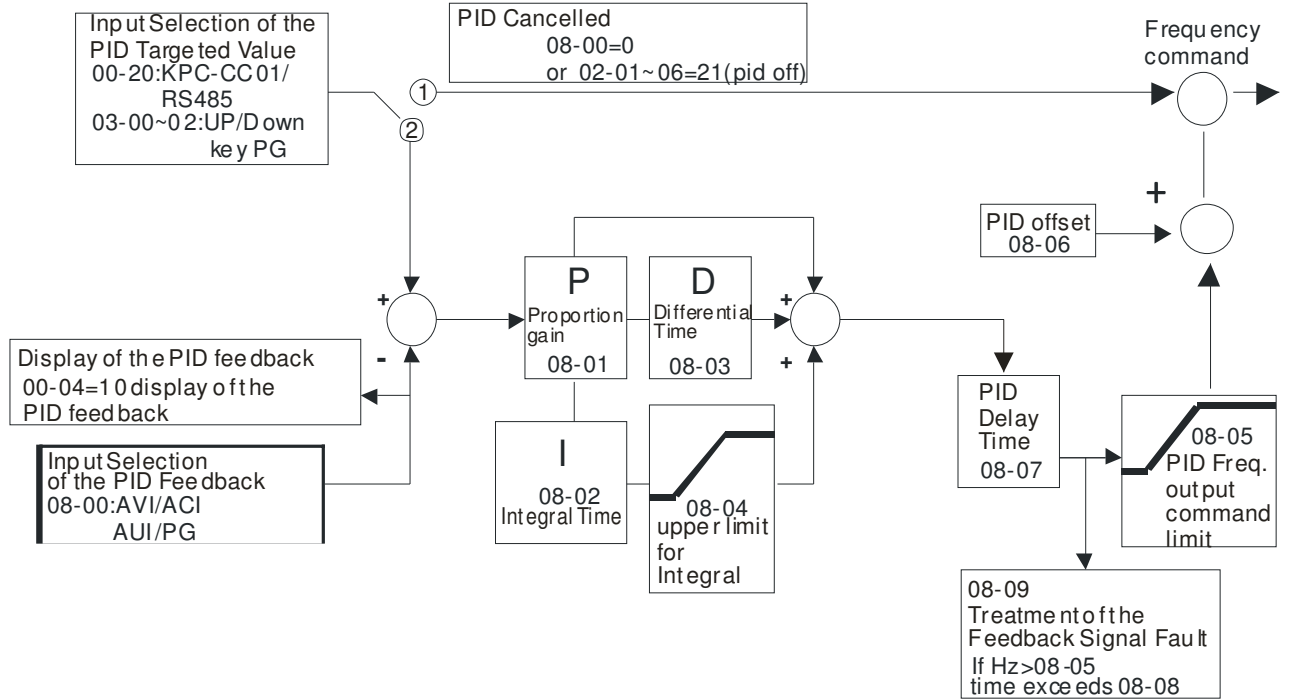 Input Selection of the
PID Targeted Value
00-20:KPC-CC01/
RS485
03-00~02:UP/Down
key PG
PID Cancelled
08-00=0
or 02-01~06=21(pid off)
Frequency
command
1
2
+
PID offset
08-06
+
-
P
Proportion
gain
08-01
D
Differential
Time
08-03
+
+
Display of the PID feedback
00-04=10 display of the
PID feedback
Input Selection
of the PID Feedback
08-00:AVI/ACI
AUI/PG
I
08-02
Integral Time
08-04
upper limit
for
Integral
PID
Delay
Time
08-07
08-05
PID Freq.
output
command
limit
08-09
Treatment of the
Feedback Signal Fault
If Hz>08-05
time exceeds 08-08